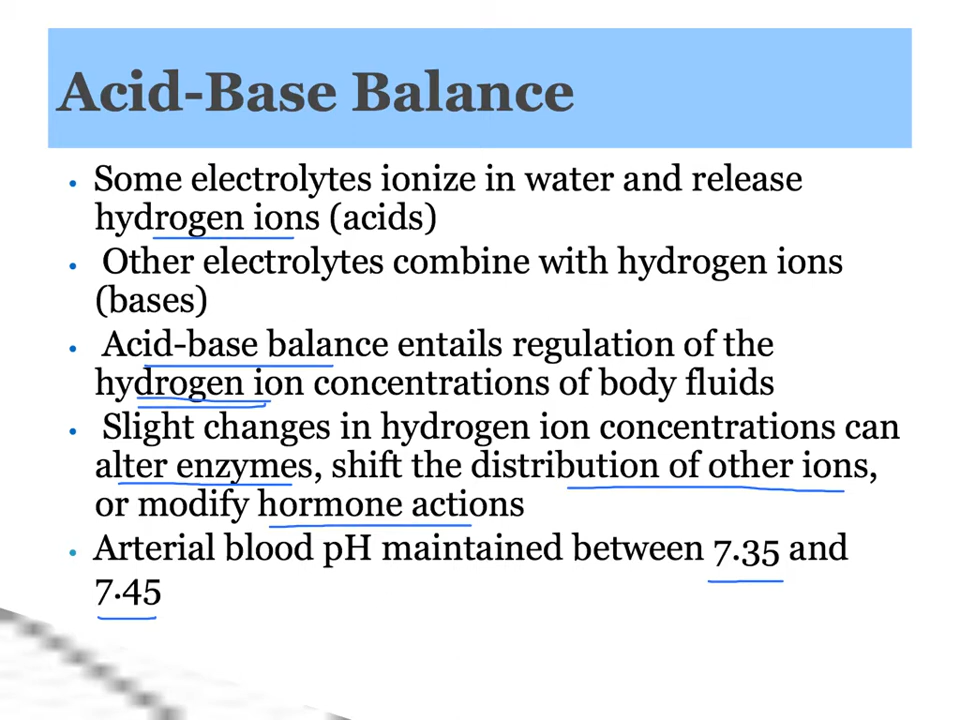 Acid-Base Balance
• Some electrolytes ionize in water and release
hydrogen ions (acids)
• Other electrolytes combine with hydrogen ions
(bases)
• Acid-base balance entails regulation of the
hydrogen ion concentrations of body fluids
• Slight changes in hydrogen ion concentrations can
alter enzymes, shift the distribution of other ions,
or modify hormone actions
• Arterial blood pH maintained between 7.35 and
7.45